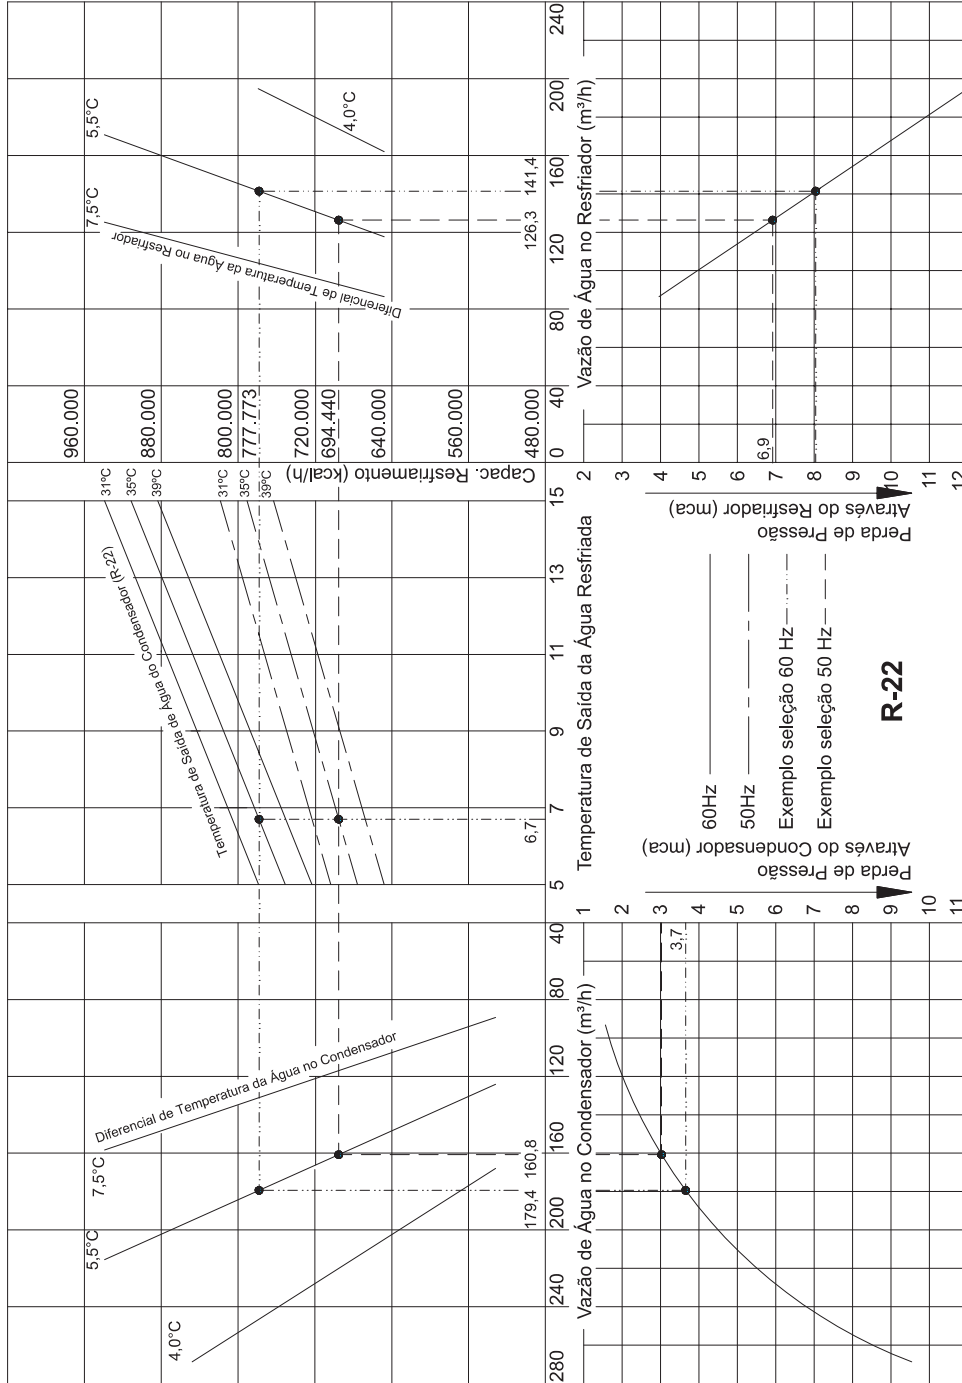 Diferencial de Temperatura da Água no Condensador
4,0°C
5,5°C
7,5°C
Temperatura de Saída de Água do Condensador (R-22)
31ºC
35ºC
39ºC
31ºC
35ºC
39ºC
Capac. Resfriamento (kcal/h)
960.000
880.000
800.000
777.773
720.000
694.440
640.000
560.000
480.000
7,5°C
5,5°C
4,0°C
Diferencial de Temperatura da Água no Resfriador
179,4
160,8
6,7
126,3
141,4
280
240
200
160
120
80
40
5
7
9
11
13
15
0
40
80
120
160
200
240
Vazão de Água no Condensador (m³/h)
Temperatura de Saída da Água Resfriada
Vazão de Água no Resfriador (m³/h)
1
2
3
4
5
6
7
8
9
10
11
3,7
Perda de Pressão
Através do Condensador (mca)
60Hz
50Hz
Exemplo seleção 60 Hz
Exemplo seleção 50 Hz
R-22
Perda de Pressão
Através do Resfriador (mca)
2
3
4
5
6
7
8
9
10
11
12
6,9